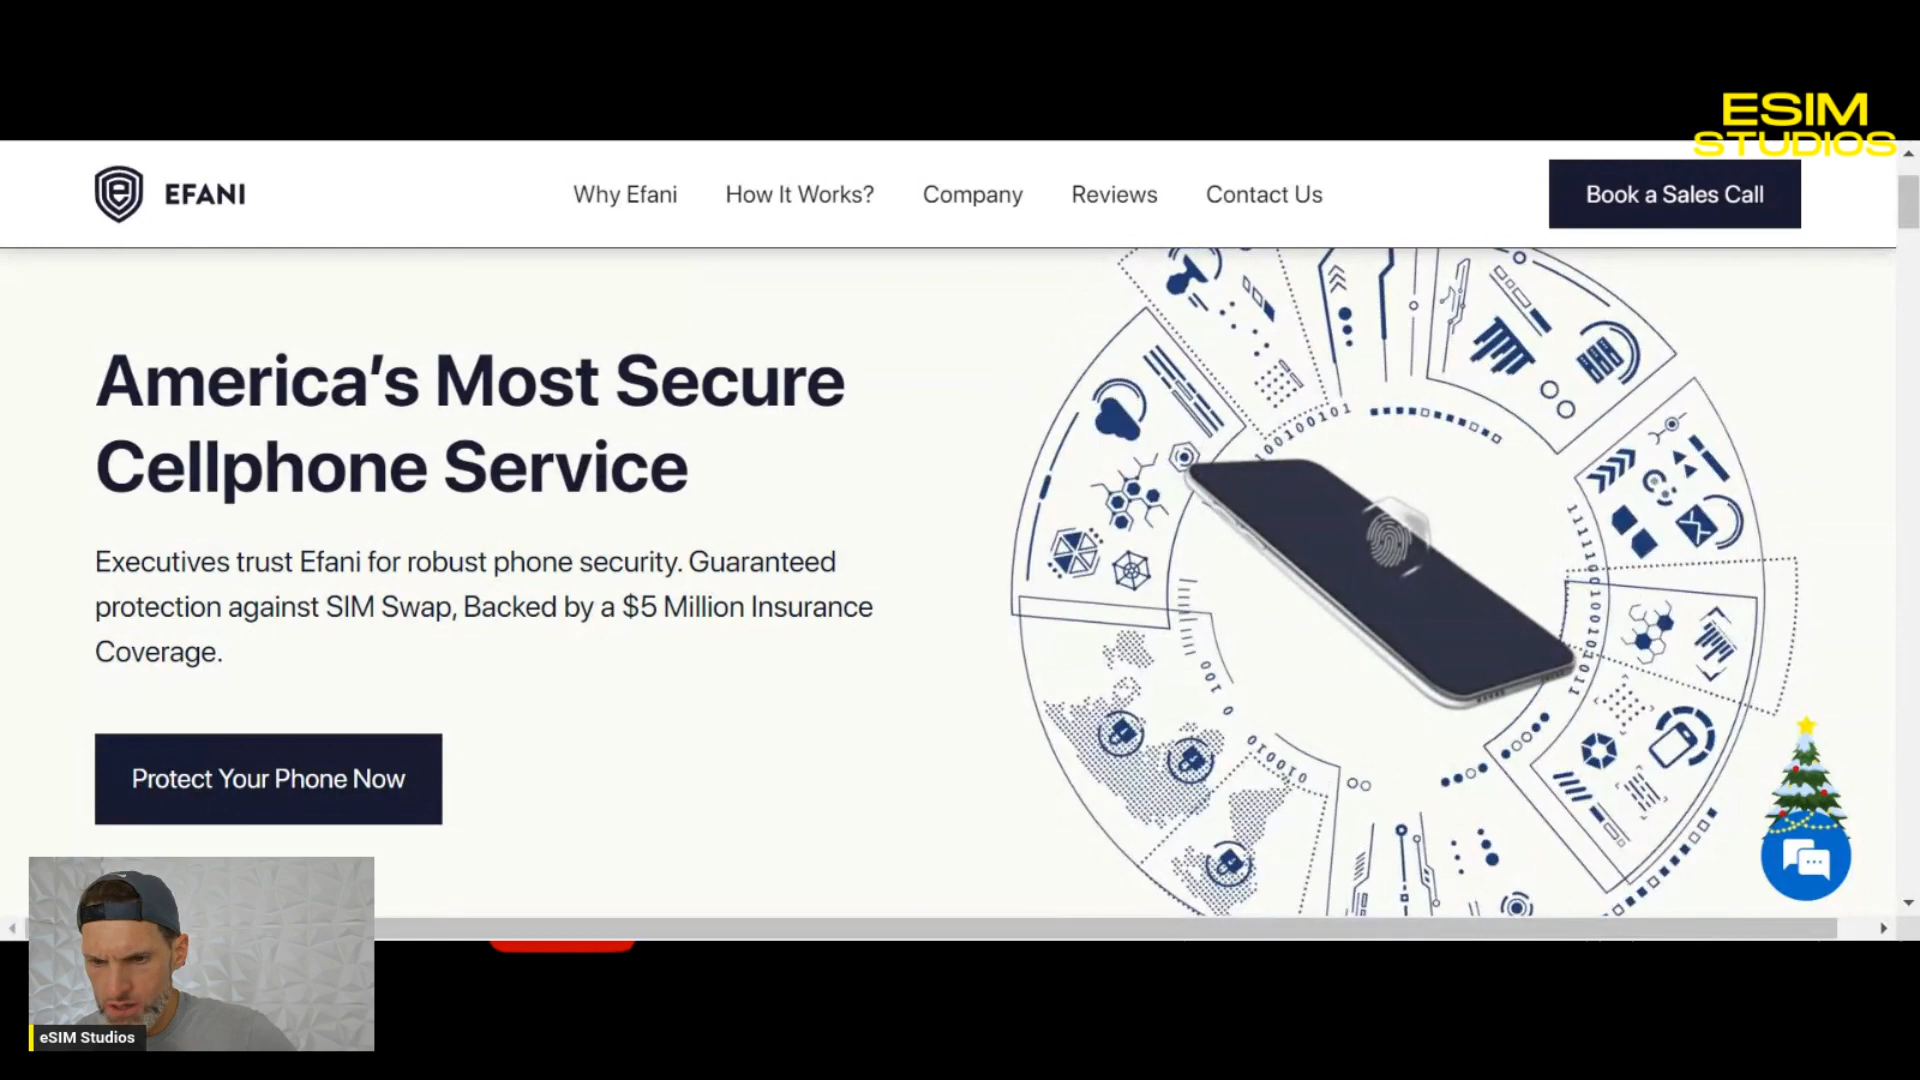 ESIM
STUDIOS
EFANI
Why Efani
How It Works?
Company
Reviews
Contact Us
Book a Sales Call
America's Most Secure
Cellphone Service
Executives trust Efani for robust phone security. Guaranteed
protection against SIM Swap, Backed by a $5 Million Insurance
Coverage.
Protect Your Phone Now
eSIM Studios